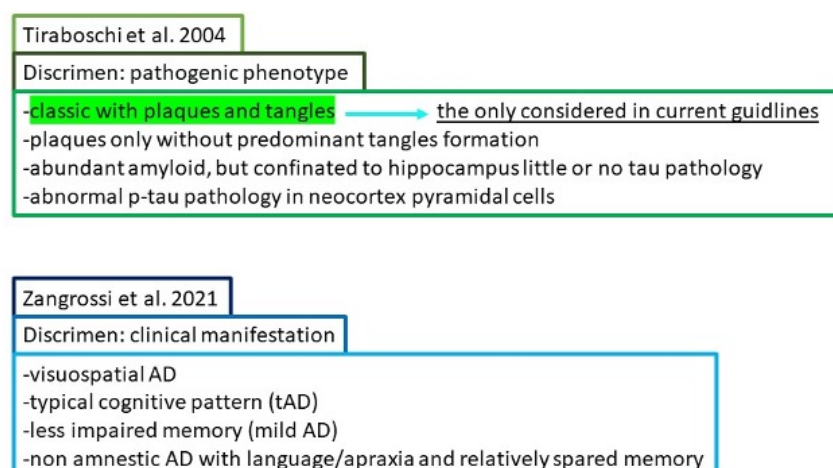 Tiraboschi et al. 2004
Discrimen: pathogenic phenotype
-classic with plaques and tangles the only considered in current guidlines
-plaques only without predominant tangles formation
-abundant amyloid, but confinated to hippocampus little or no tau pathology
-abnormal p-tau pathology in neocortex pyramidal cells
Zangrossi et al. 2021
Discrimen: clinical manifestation
-visuospatial AD
-typical cognitive pattern (tAD)
-less impaired memory (mild AD)
-non amnestic AD with language/apraxia and relatively spared memory